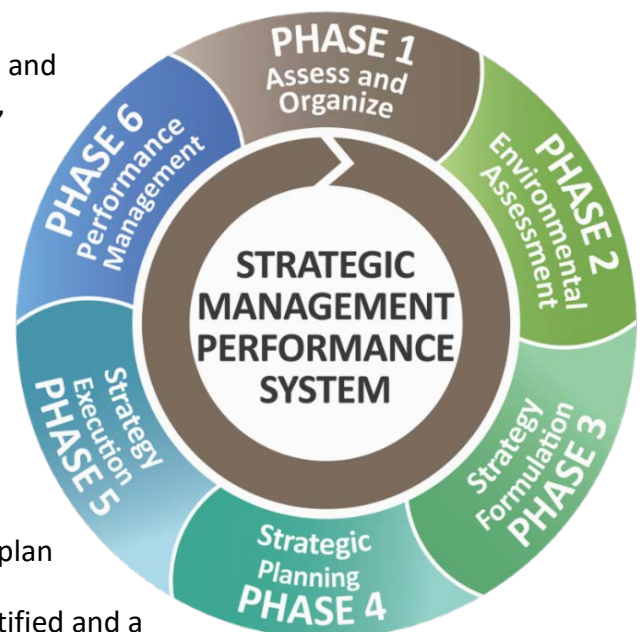 and
,
PHASE 1
Assess and
Organize
PHASE 2
Environmental
Assessment
Strategy
Formulation
PHASE 3
Strategic
Planning
PHASE 4
Strategy
Execution
PHASE 5
PHASE 6
Performance
Management
STRATEGIC
MANAGEMENT
PERFORMANCE
SYSTEM
plan
tified and a